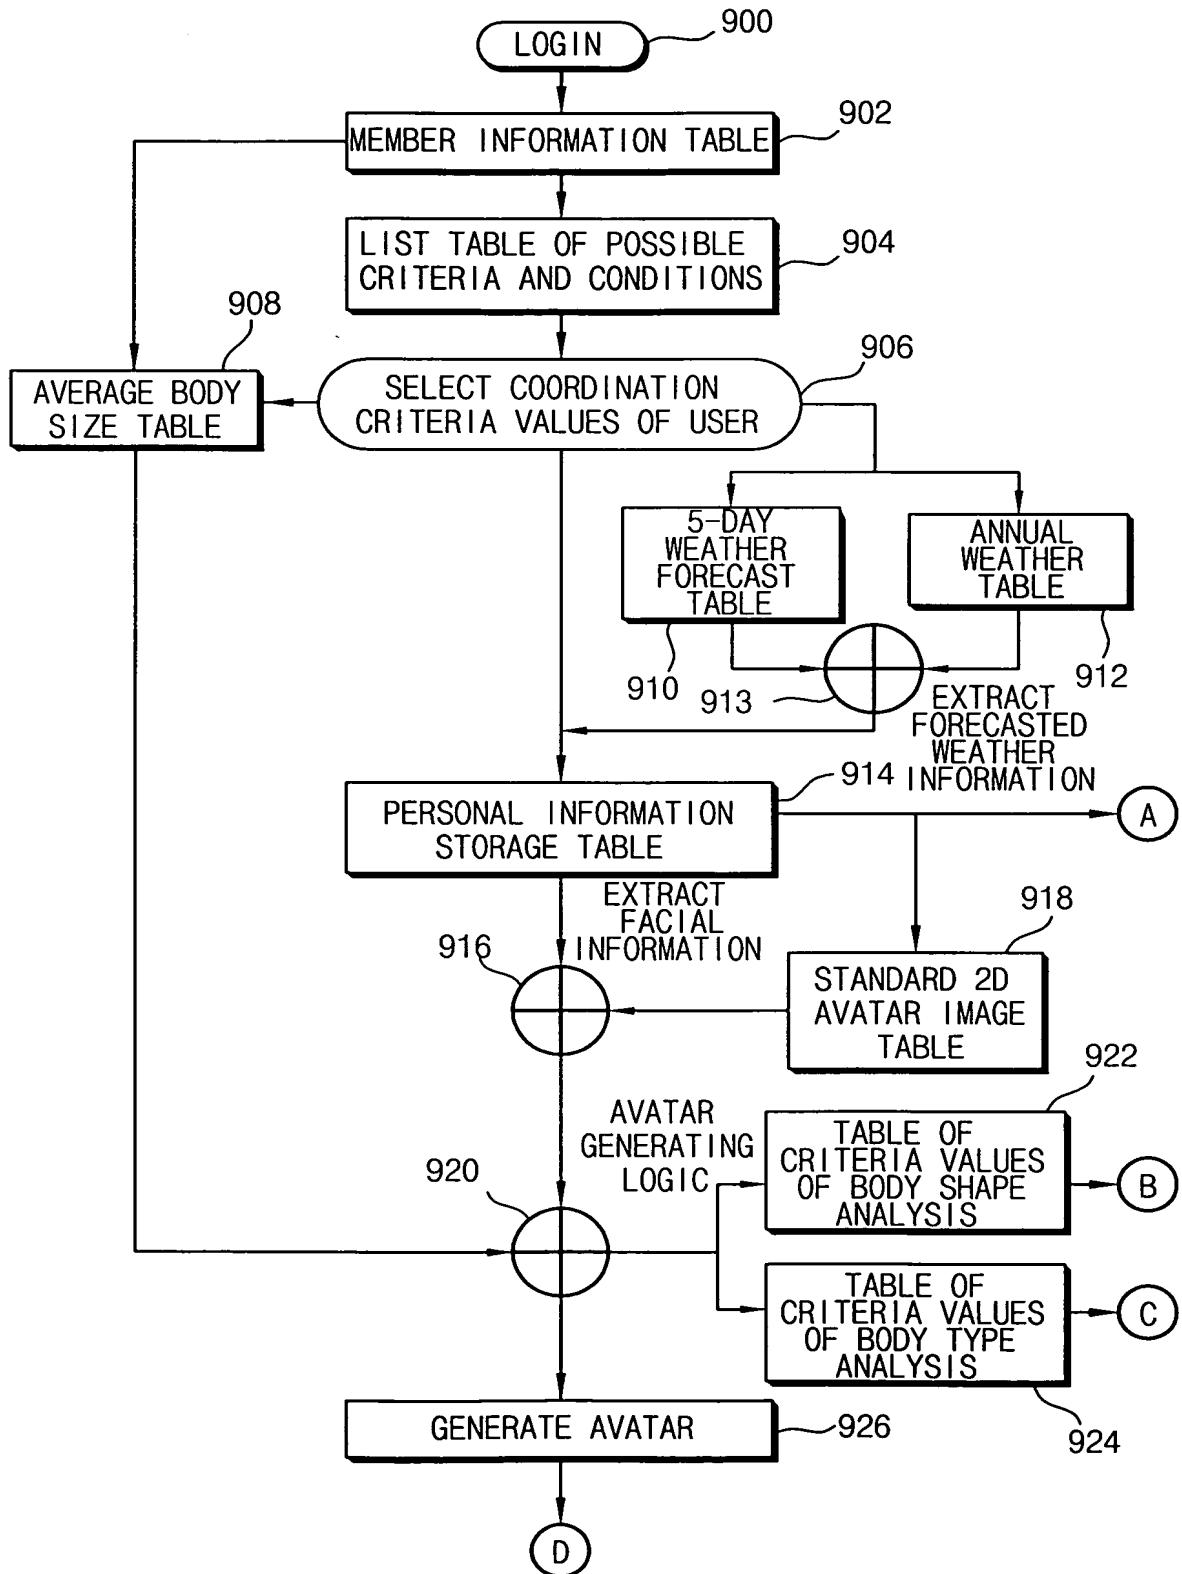 LOGIN
900
MEMBER INFORMATION TABLE
902
LIST TABLE OF POSSIBLE
CRITERIA AND CONDITIONS
904
908
AVERAGE BODY
SIZE TABLE
SELECT COORDINATION
CRITERIA VALUES OF USER
906
5-DAY
WEATHER
FORECAST
TABLE
910
ANNUAL
WEATHER
TABLE
912
913
EXTRACT
FORECASTED
WEATHER
INFORMATION
914
PERSONAL INFORMATION
STORAGE TABLE
A
EXTRACT
FACIAL
INFORMATION
916
918
STANDARD 2D
AVATAR IMAGE
TABLE
920
AVATAR
GENERATING
LOGIC
922
TABLE OF
CRITERIA VALUES
OF BODY SHAPE
ANALYSIS
B
TABLE OF
CRITERIA VALUES
OF BODY TYPE
ANALYSIS
C
924
GENERATE AVATAR
926
D